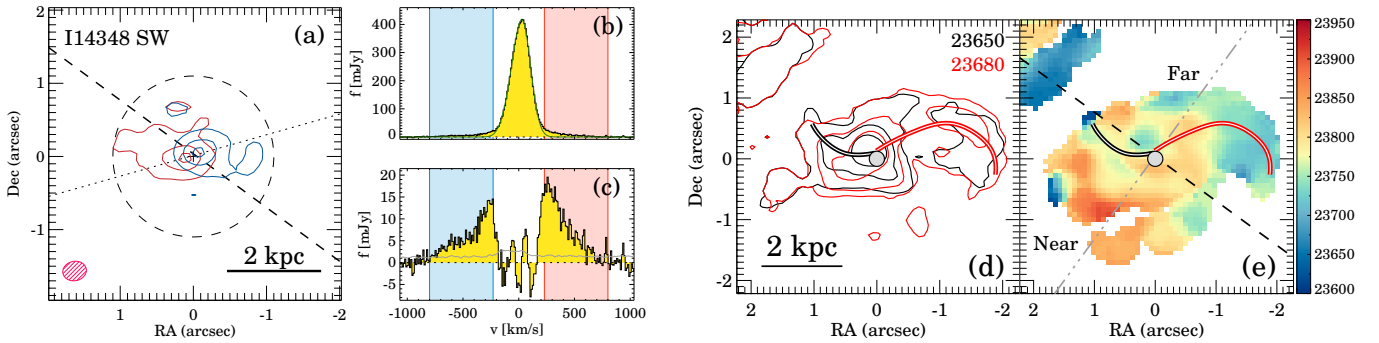 I14348 SW
(a)
2
1
0
-1
Dec (arcsec)
2 kpc
1
0
-1
-2
RA (arcsec)
(b)
400
300
200
100
0
f [mJy]
(c)
20
15
10
5
0
-5
f [mJy]
-1000
-500
0
500
1000
v [km/s]
23650
23680
2
1
0
-1
-2
Dec (arcsec)
2 kpc
(d)
2
1
0
-1
RA (arcsec)
Far
Near
(e)
2
1
0
-1
-2
RA (arcsec)
23950
23900
23850
23800
23750
23700
23650
23600